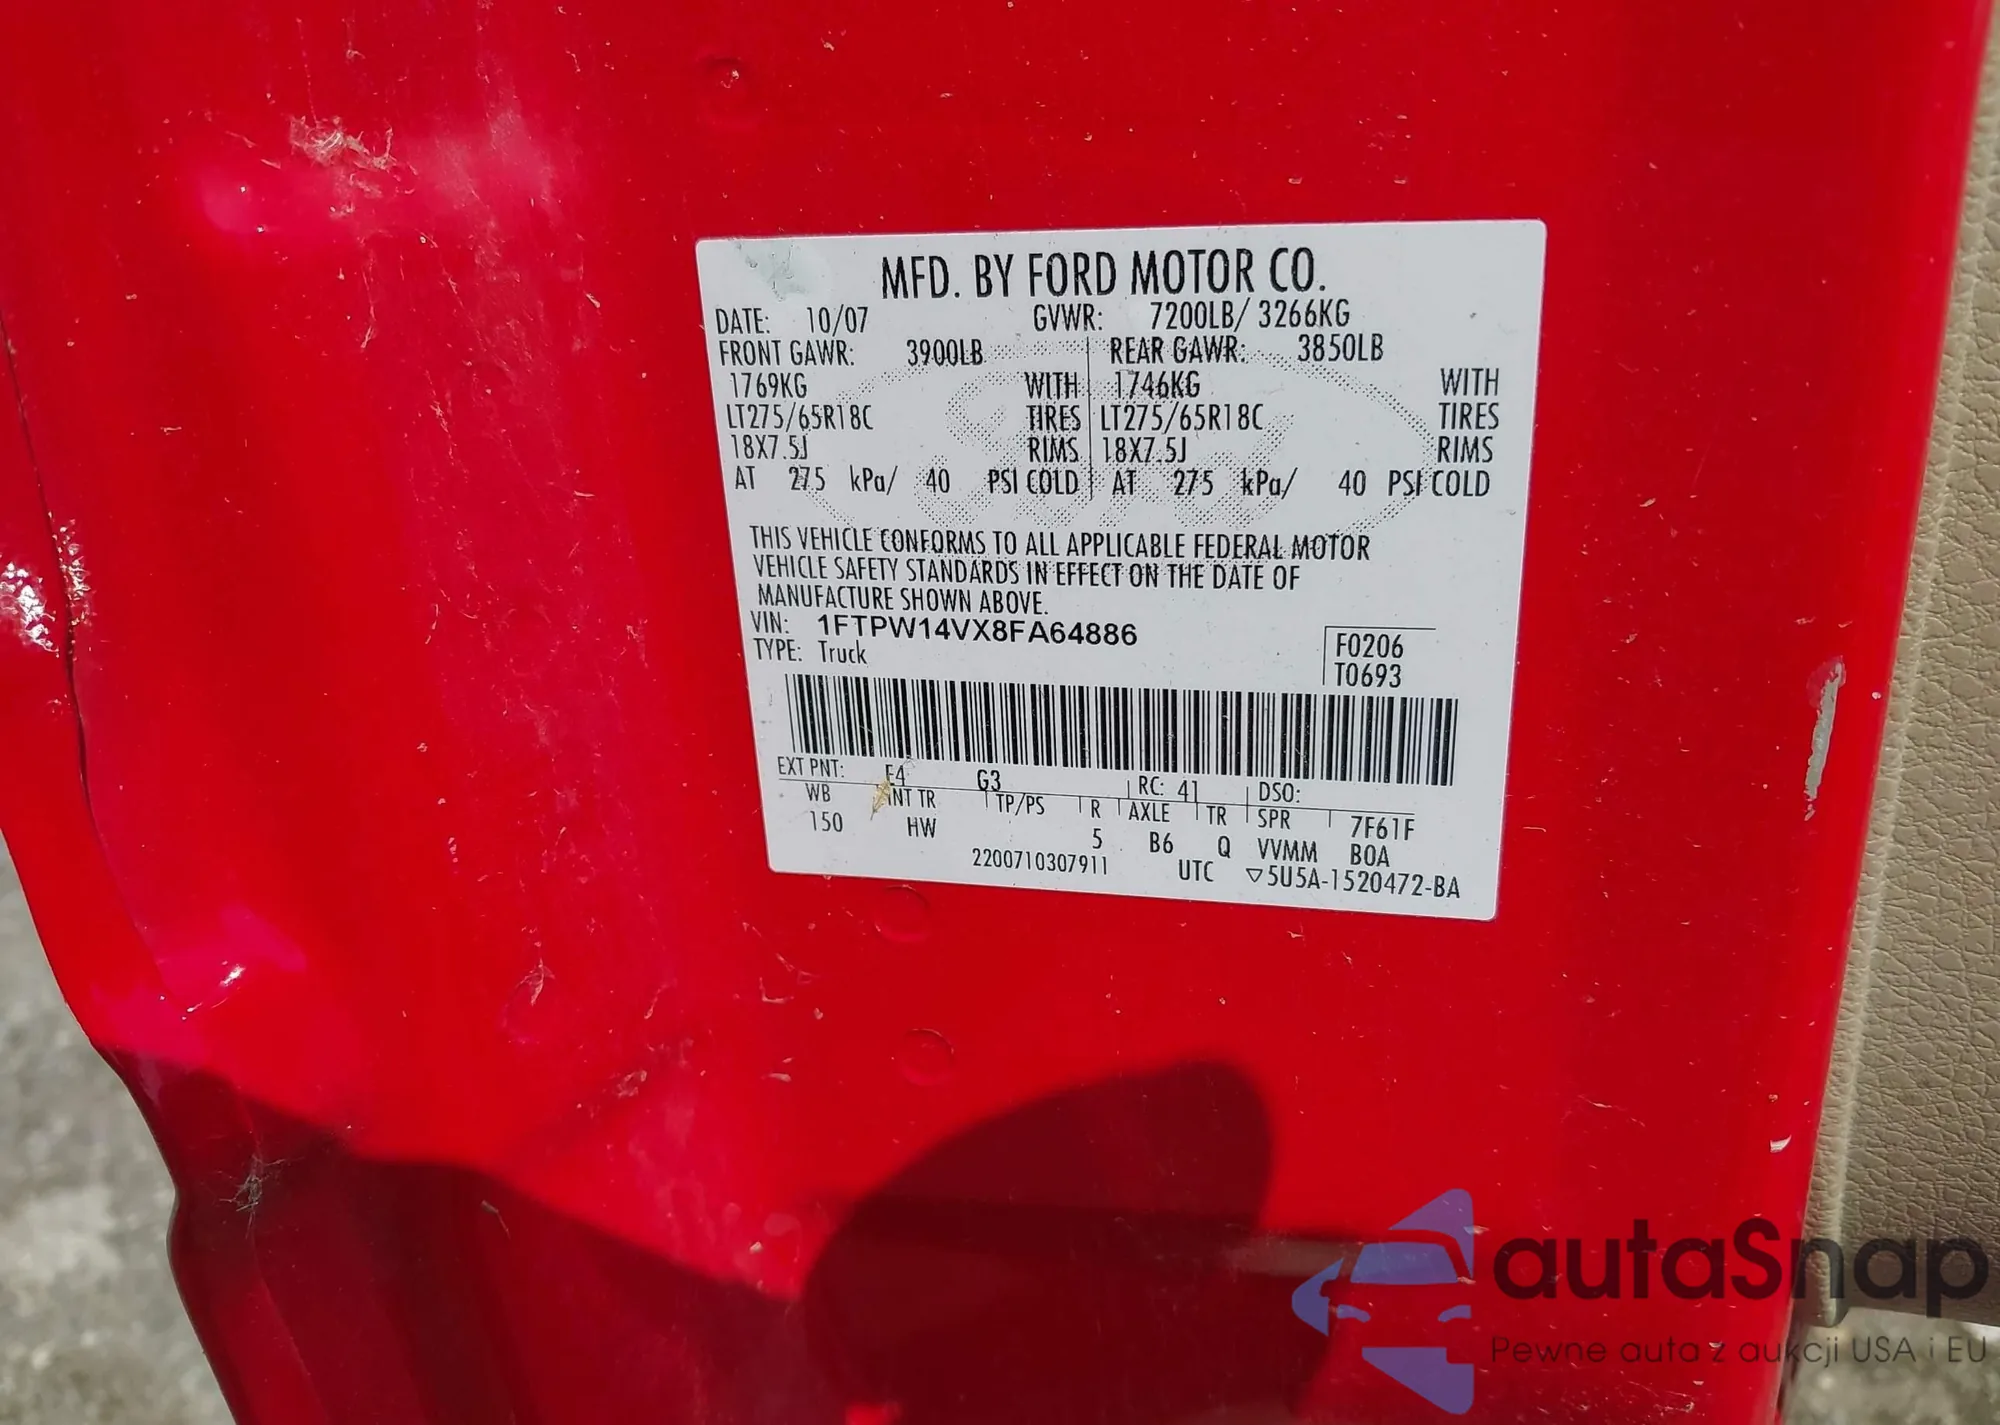 MFD. BY FORD MOTOR CO.
DATE: 10/07 GVWR: 7200LB/ 3266KG
FRONT GAWR: 3900LB REAR GAWR: 3850LB
1769KG WITH 1746KG WITH
LT275/65R18C TIRES LT275/65R18C TIRES
18X7.5J RIMS 18X7.5J RIMS
AT 275 kPa/ 40 PSI COLD AT 275 kPa/ 40 PSI COLD
THIS VEHICLE CONFORMS TO ALL APPLICABLE FEDERAL MOTOR
VEHICLE SAFETY STANDARDS IN EFFECT ON THE DATE OF
MANUFACTURE SHOWN ABOVE.
VIN: 1FTPW14VX8FA64886
TYPE: Truck
F0206
T0693
EXT PNT: F4 G3 RC: 41 DSO:
WB INT TR TP/PS R AXLE TR SPR 7F61F
150 HW 5 B6 Q VVMM B0A
2200710307911 UTC ▽5U5A-1520472-BA
autaSnap
Pewne auta z aukcji USA i EU